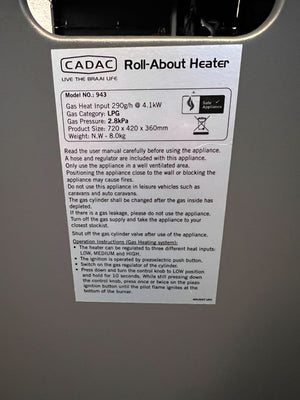 CADAC Roll-About Heater
LIVE THE BRAAI LIFE
Model NO.: 943
Gas Heat Input 290g/h @ 4.1kW
Gas Category: LPG
Gas Pressure: 2.8kPa
Product Size: 720 x 420 x 360mm
Weight: N.W - 8.0kg
Safe
Appliance
Read the user manual carefully before using the appliance.
A hose and regulator are included with this appliance.
Only use the appliance in a well ventilated area.
Positioning the appliance close to the wall or blocking the
appliance may cause fires.
Do not use this appliance in leisure vehicles such as
caravans and auto caravans.
The gas cylinder shall be changed after the gas inside has
depleted.
If there is a gas leakage, please do not use the appliance.
Turn off the gas supply and take the appliance to your
closest stockist.
Shut off the gas cylinder valve after use of the appliance.
Operation Instructions (Gas Heating system):
• The heater can be regulated to three different heat inputs:
LOW, MEDIUM and HIGH.
• The ignition is operated by piezoelectric push button.
• Switch on the gas regulator of the cylinder.
• Press down and turn the control knob to LOW position
and hold for 10 seconds. While still pressing down
the control knob, press once or twice on the piezo
ignition button until the pilot flame ignites at the
bottom of the burner.